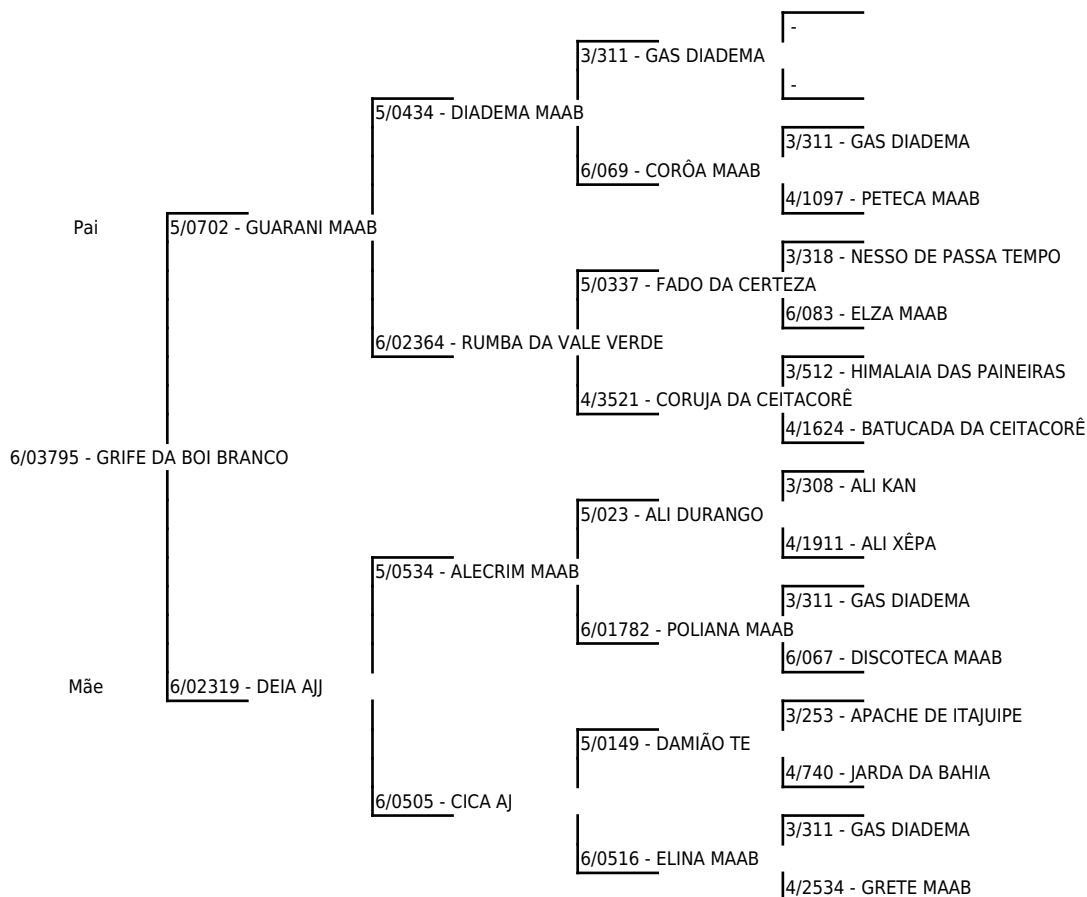 -
3/311 - GAS DIADEMA
-
5/0434 - DIADEMA MAAB
3/311 - GAS DIADEMA
6/069 - CORÔA MAAB
4/1097 - PETECA MAAB
Pai
5/0702 - GUARANI MAAB
3/318 - NESSO DE PASSA TEMPO
5/0337 - FADO DA CERTEZA
6/083 - ELZA MAAB
6/02364 - RUMBA DA VALE VERDE
3/512 - HIMALAIA DAS PAINEIRAS
4/3521 - CORUJA DA CEITACORÊ
4/1624 - BATUCADA DA CEITACORÊ
6/03795 - GRIFE DA BOI BRANCO
3/308 - ALI KAN
5/023 - ALI DURANGO
4/1911 - ALI XÊPA
5/0534 - ALECRIM MAAB
3/311 - GAS DIADEMA
6/01782 - POLIANA MAAB
6/067 - DISCOTECA MAAB
Mãe
6/02319 - DEIA AJJ
3/253 - APACHE DE ITAJUIPE
5/0149 - DAMIÃO TE
4/740 - JARDA DA BAHIA
6/0505 - CICA AJ
3/311 - GAS DIADEMA
6/0516 - ELINA MAAB
4/2534 - GRETE MAAB